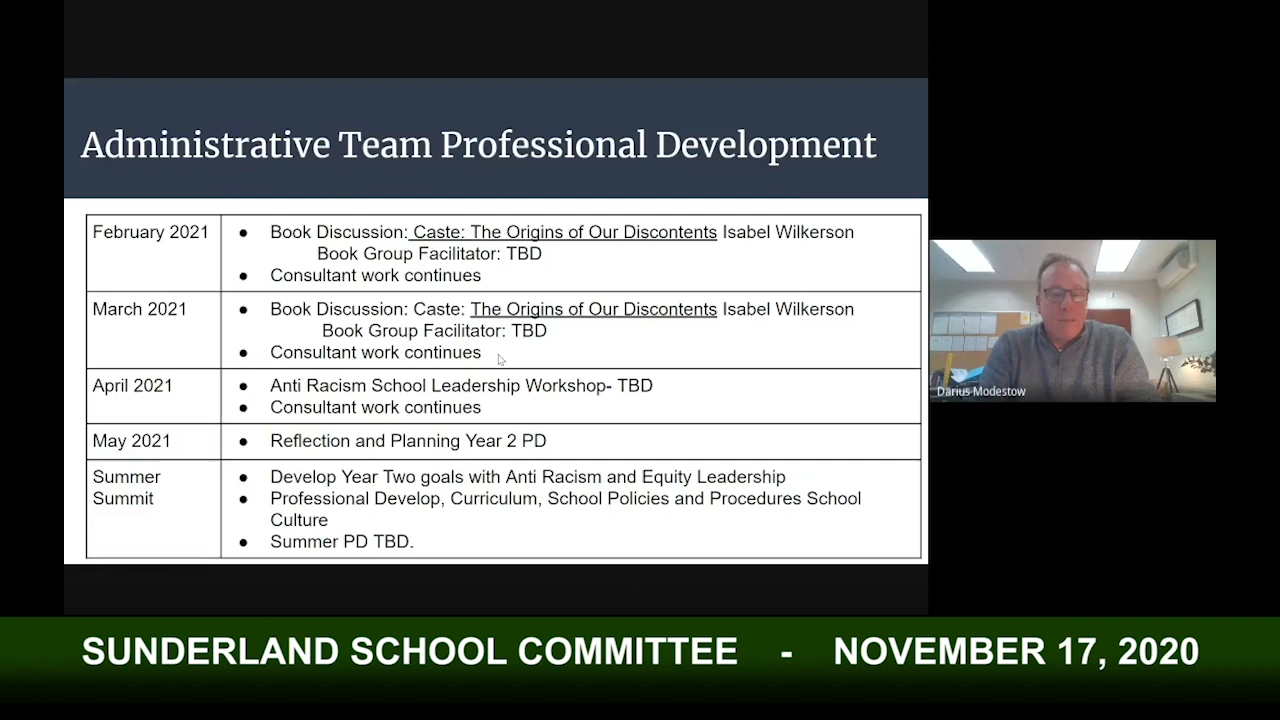 Administrative Team Professional Development
February 2021
● Book Discussion: Caste: The Origins of Our Discontents Isabel Wilkerson
Book Group Facilitator: TBD
● Consultant work continues
March 2021
● Book Discussion: Caste: The Origins of Our Discontents Isabel Wilkerson
Book Group Facilitator: TBD
● Consultant work continues
April 2021
● Anti Racism School Leadership Workshop- TBD
● Consultant work continues
May 2021
● Reflection and Planning Year 2 PD
Summer
Summit
● Develop Year Two goals with Anti Racism and Equity Leadership
● Professional Develop, Curriculum, School Policies and Procedures School
Culture
● Summer PD TBD.
Darius Modestow
SUNDERLAND SCHOOL COMMITTEE - NOVEMBER 17, 2020